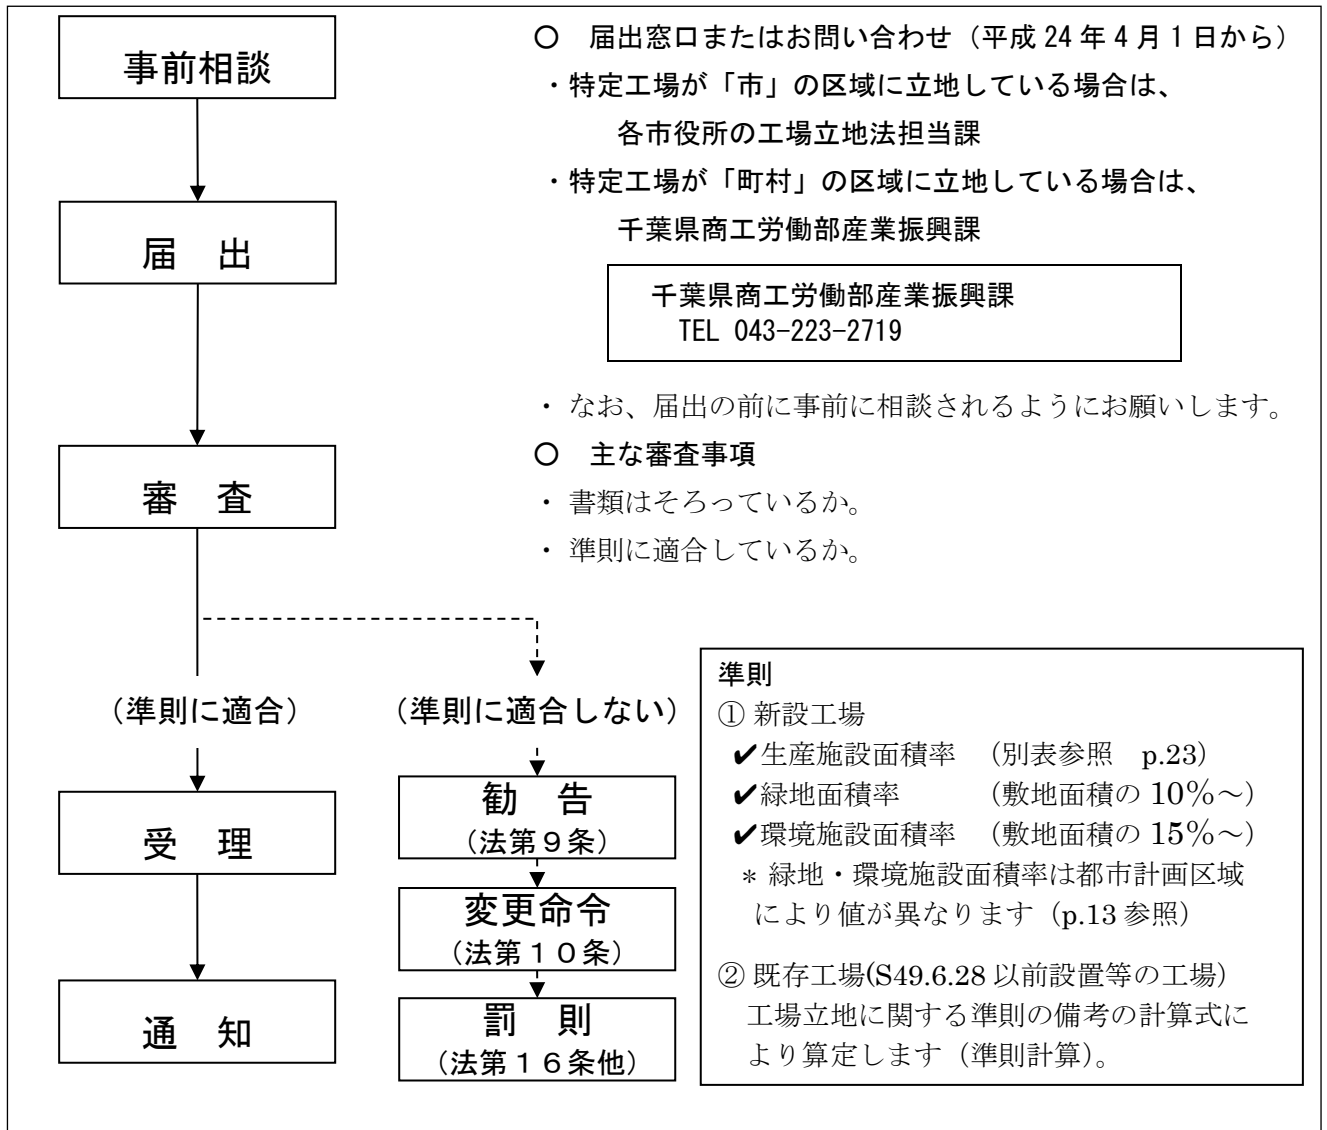 事前相談
届　出
審　査
（準則に適合）
（準則に適合しない）
受　理
通　知
勧　告
（法第９条）
変更命令
（法第１０条）
罰　則
（法第１６条他）
○　届出窓口またはお問い合わせ（平成 24 年 4 月 1 日から）
・特定工場が「市」の区域に立地している場合は、
各市役所の工場立地法担当課
・特定工場が「町村」の区域に立地している場合は、
千葉県商工労働部産業振興課
千葉県商工労働部産業振興課
TEL 043-223-2719
・ なお、届出の前に事前に相談されるようにお願いします。
○　主な審査事項
・ 書類はそろっているか。
・ 準則に適合しているか。
準則
① 新設工場
✔生産施設面積率　（別表参照　p.23）
✔緑地面積率　　　（敷地面積の 10％～）
✔環境施設面積率　（敷地面積の 15％～）
＊ 緑地・環境施設面積率は都市計画区域
により値が異なります（p.13 参照）
② 既存工場(S49.6.28 以前設置等の工場）
工場立地に関する準則の備考の計算式に
より算定します（準則計算）。